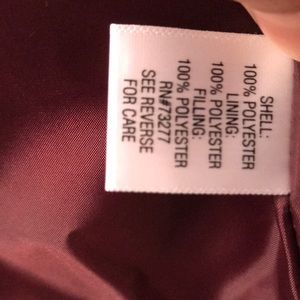 SHELL:
100% POLYESTER
LINING:
100% POLYESTER
FILLING:
100% POLYESTER
RN#73277
SEE REVERSE
FOR CARE